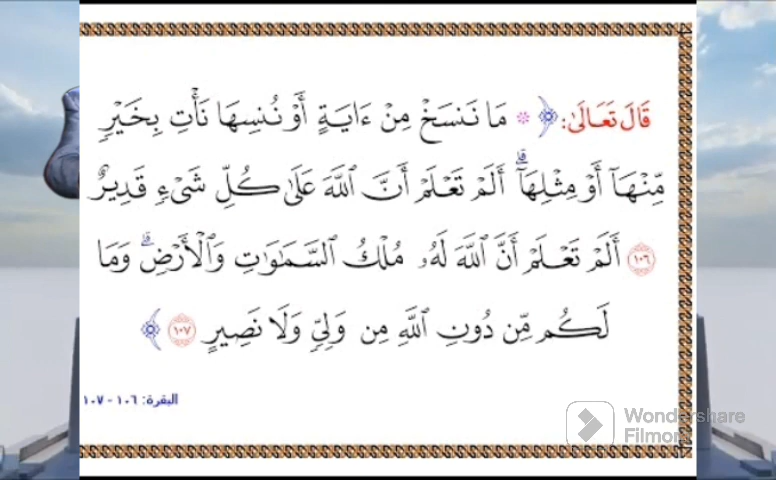 قَالَ تَعَالَىٰ: ﴿ ۞ مَا نَنسَخۡ مِنۡ ءَايَةٍ أَوۡ نُنسِهَا نَأۡتِ بِخَيۡرٖ
مِّنۡهَآ أَوۡ مِثۡلِهَآۗ أَلَمۡ تَعۡلَمۡ أَنَّ ٱللَّهَ عَلَىٰ كُلِّ شَيۡءٖ قَدِيرٌ
١٠٦ أَلَمۡ تَعۡلَمۡ أَنَّ ٱللَّهَ لَهُۥ مُلۡكُ ٱلسَّمَٰوَٰتِ وَٱلۡأَرۡضِۗ وَمَا
لَكُم مِّن دُونِ ٱللَّهِ مِن وَلِيّٖ وَلَا نَصِيرٍ ١٠٧ ﴾
البقرة: ١٠٦ - ١٠٧
Wondershare
Filmora